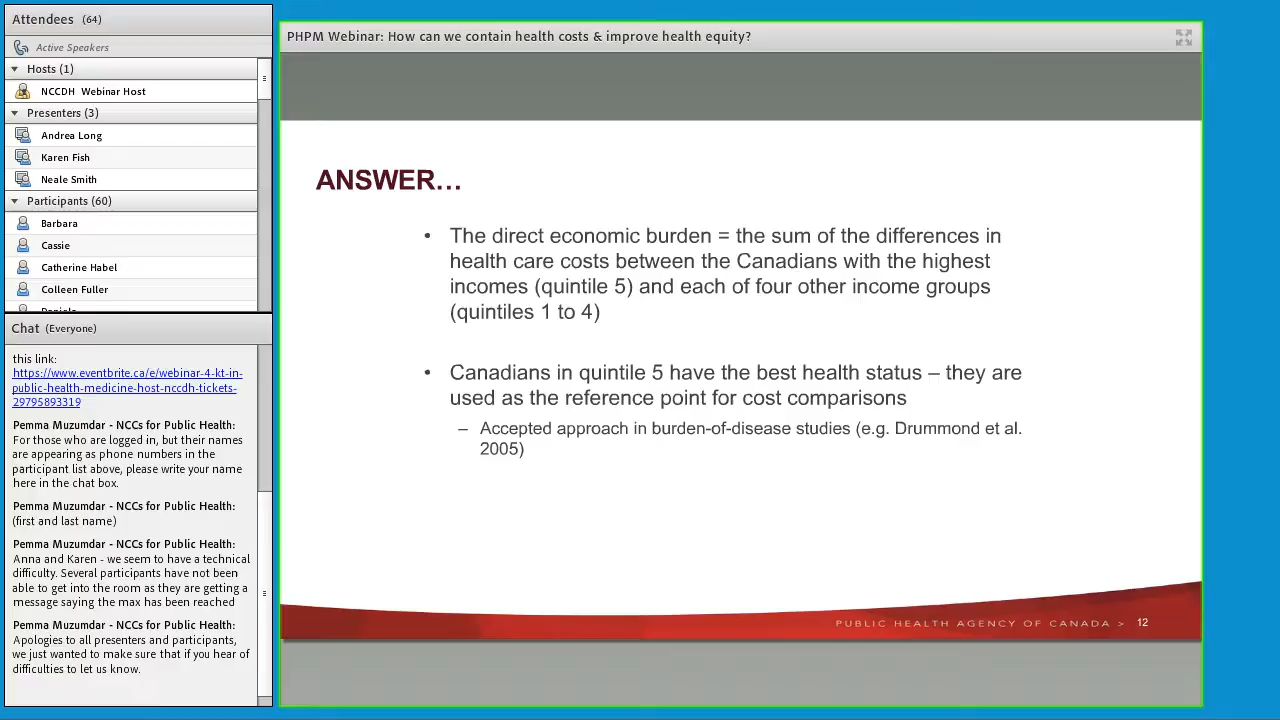 Attendees (64)
Active Speakers
Hosts (1)
NCCDH Webinar Host
Presenters (3)
Andrea Long
Karen Fish
Neale Smith
Participants (60)
Barbara
Cassie
Catherine Habel
Colleen Fuller
Chat (Everyone)
this link:
https://www.eventbrite.ca/e/webinar-4-kt-in-
public-health-medicine-host-nccdh-tickets-
29795893319
Pemma Muzumdar - NCCs for Public Health:
For those who are logged in, but their names
are appearing as phone numbers in the
participant list above, please write your name
here in the chat box.
Pemma Muzumdar - NCCs for Public Health:
(first and last name)
Pemma Muzumdar - NCCs for Public Health:
Anna and Karen - we seem to have a technical
difficulty. Several participants have not been
able to get into the room as they are getting a
message saying the max has been reached
Pemma Muzumdar - NCCs for Public Health:
Apologies to all presenters and participants,
we just wanted to make sure that if you hear of
difficulties to let us know.
PHPM Webinar: How can we contain health costs & improve health equity?
ANSWER…
• The direct economic burden = the sum of the differences in
health care costs between the Canadians with the highest
incomes (quintile 5) and each of four other income groups
(quintiles 1 to 4)
• Canadians in quintile 5 have the best health status – they are
used as the reference point for cost comparisons
– Accepted approach in burden-of-disease studies (e.g. Drummond et al.
2005)
PUBLIC HEALTH AGENCY OF CANADA > 12